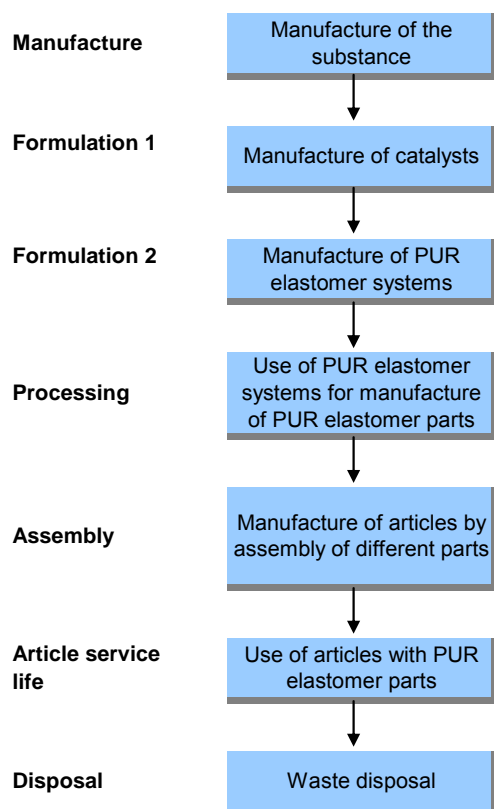 Manufacture
Manufacture of the
substance
Formulation 1
Manufacture of catalysts
Formulation 2
Manufacture of PUR
elastomer systems
Processing
Use of PUR elastomer
systems for manufacture
of PUR elastomer parts
Assembly
Manufacture of articles by
assembly of different parts
Article service
life
Use of articles with PUR
elastomer parts
Disposal
Waste disposal